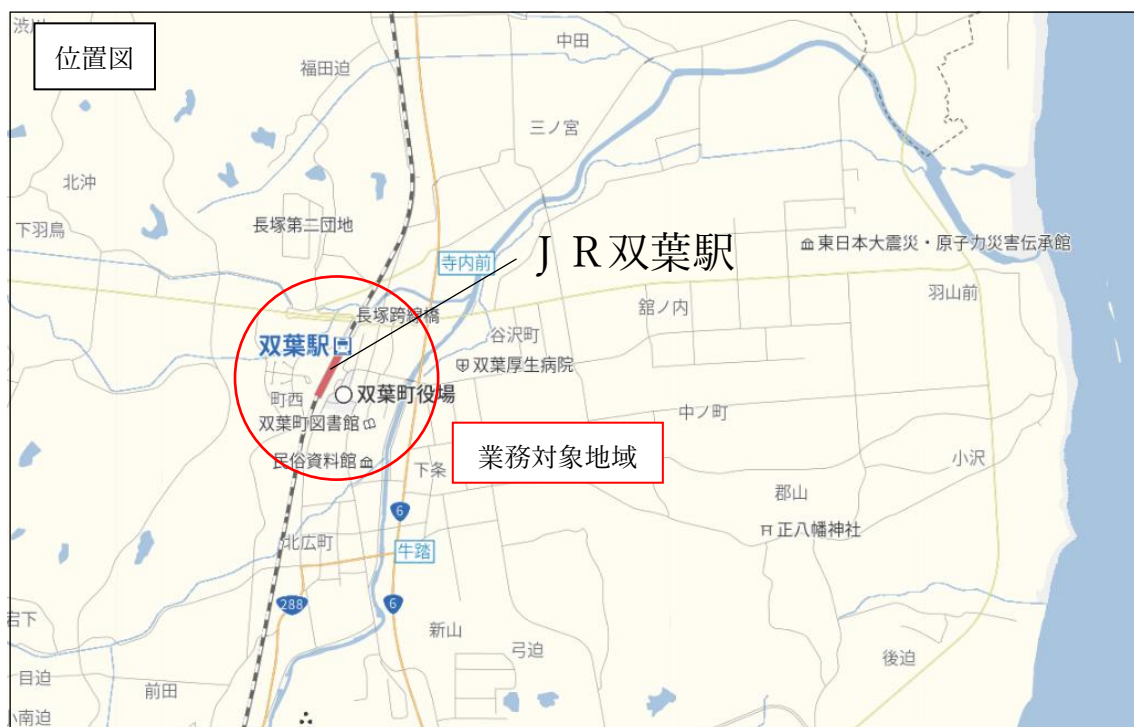 渋川
位置図
中田
福田迫
三ノ宮
北沖
長塚第二団地
下羽鳥
ＪＲ双葉駅
東日本大震災・原子力災害伝承館
寺内前
羽山前
舘ノ内
長塚跨線橋
谷沢町
双葉駅
双葉厚生病院
町西
双葉町役場
中ノ町
双葉町図書館
業務対象地域
民俗資料館
下条
小沢
郡山
6
正八幡神社
北広町
牛踏
288
6
岩下
新山
弓迫
後迫
目迫
前田
小南迫